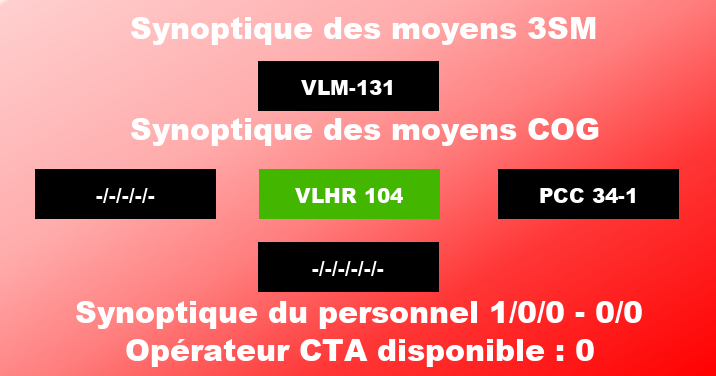 Synoptique des moyens 3SM
VLM-131
Synoptique des moyens COG
-/-/-/-/-
VLHR 104
PCC 34-1
-/-/-/-/-/-
Synoptique du personnel 1/0/0 - 0/0
Opérateur CTA disponible : 0